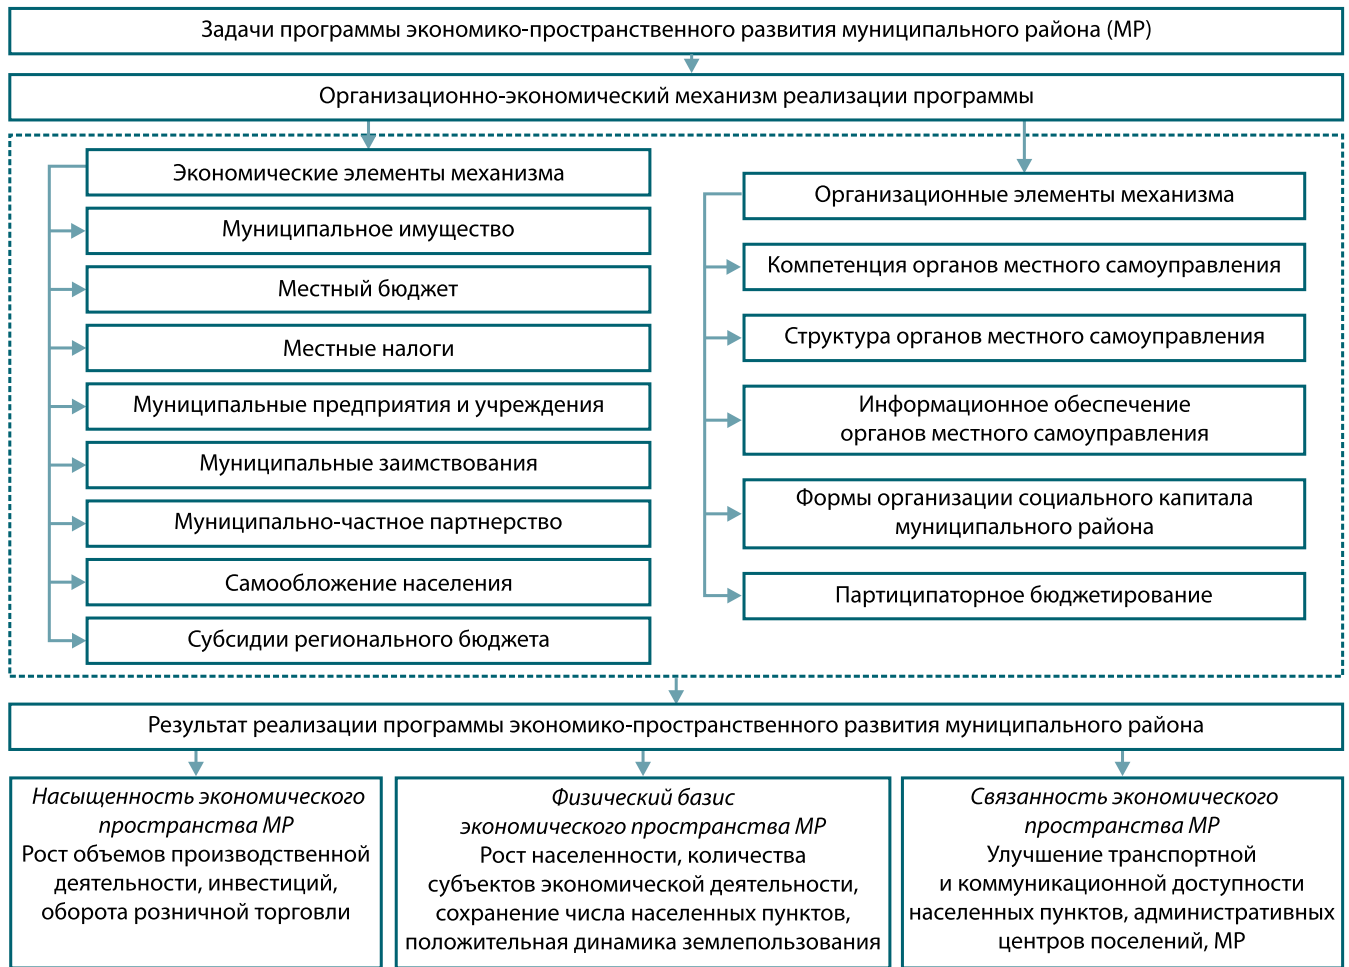 Задачи программы экономико-пространственного развития муниципального района (МР)
Организационно-экономический механизм реализации программы
Экономические элементы механизма
Муниципальное имущество
Местный бюджет
Местные налоги
Муниципальные предприятия и учреждения
Муниципальные заимствования
Муниципально-частное партнерство
Самообложение населения
Субсидии регионального бюджета
Организационные элементы механизма
Компетенция органов местного самоуправления
Структура органов местного самоуправления
Информационное обеспечение
органов местного самоуправления
Формы организации социального капитала
муниципального района
Партиципаторное бюджетирование
Результат реализации программы экономико-пространственного развития муниципального района
Насыщенность экономического
пространства МР
Рост объемов производственной
деятельности, инвестиций,
оборота розничной торговли
Физический базис
экономического пространства МР
Рост населенности, количества
субъектов экономической деятельности,
сохранение числа населенных пунктов,
положительная динамика землепользования
Связанность экономического
пространства МР
Улучшение транспортной
и коммуникационной доступности
населенных пунктов, административных
центров поселений, МР